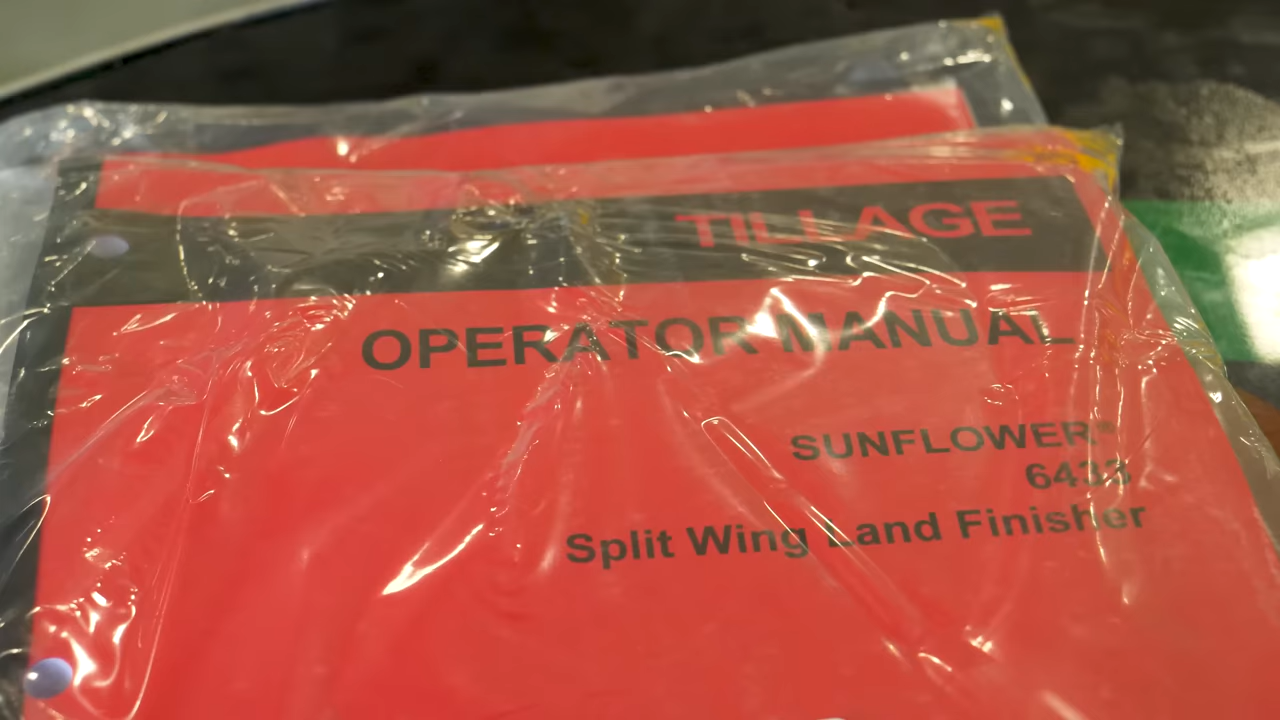 TILLAGE
OPERATOR MANUAL
SUNFLOWER®
6433
Split Wing Land Finisher